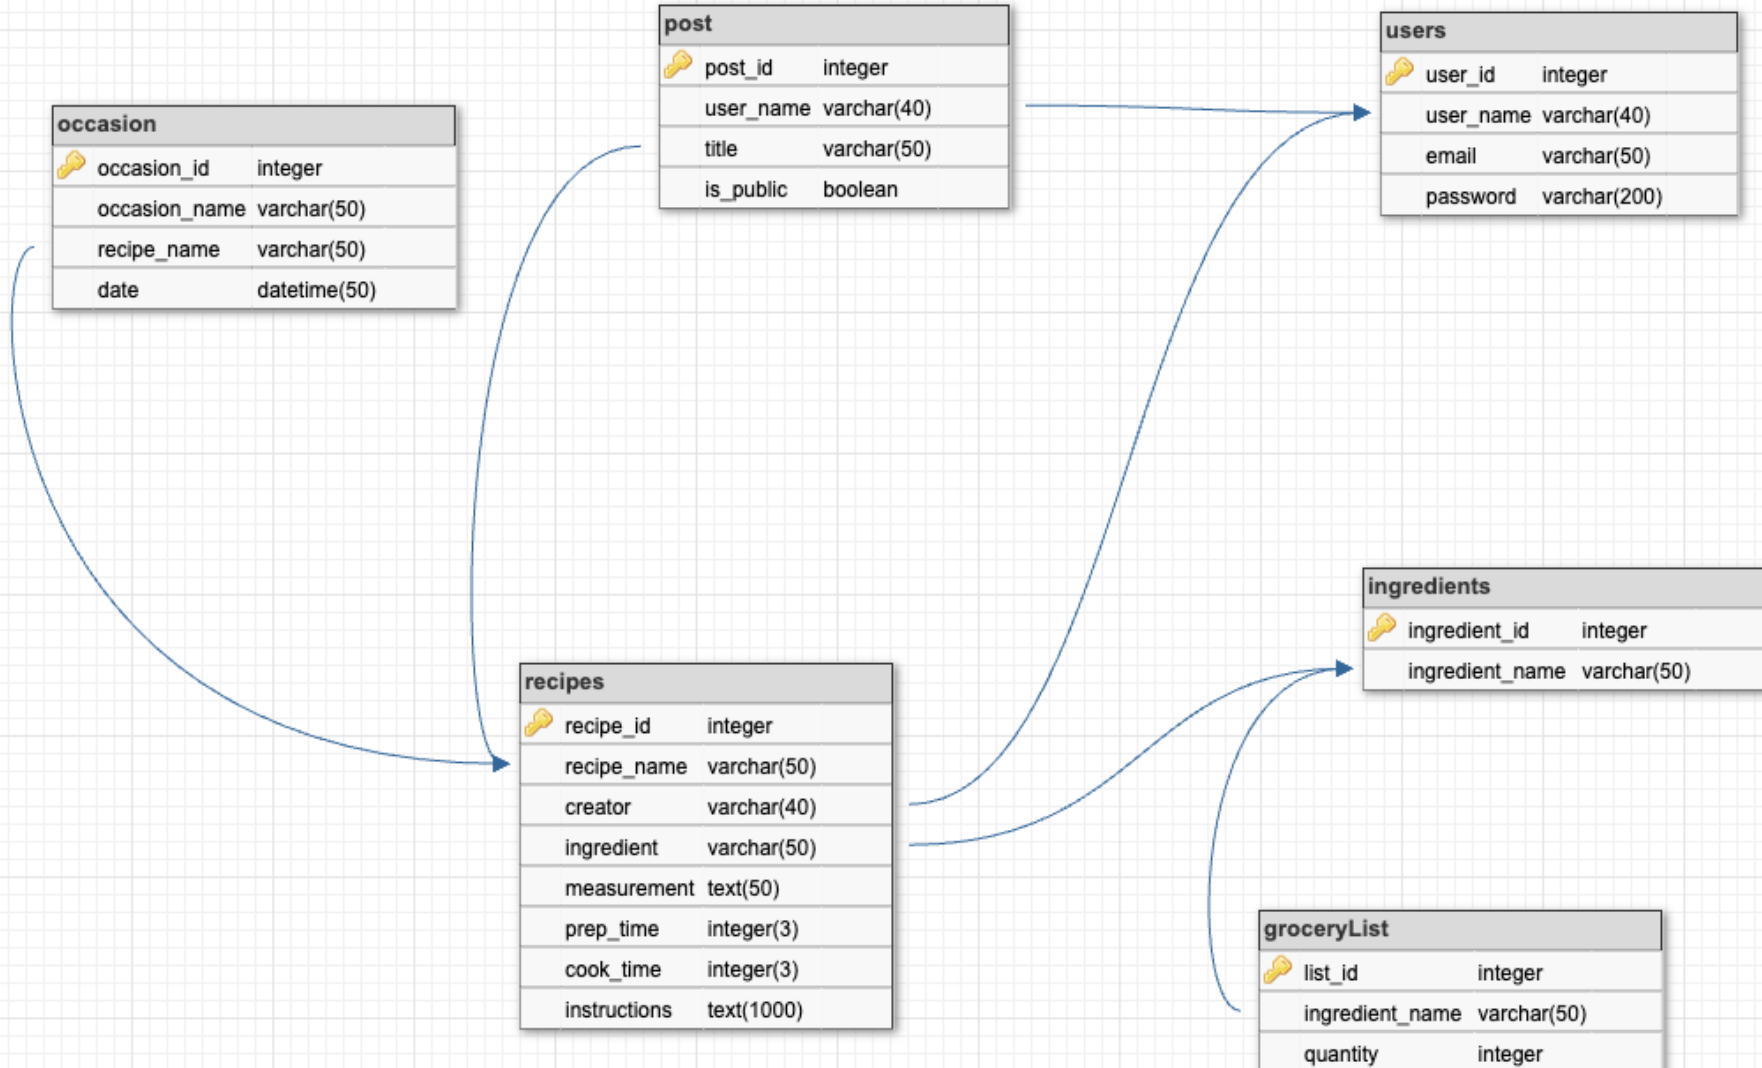 post
post_id integer
user_name varchar(40)
title varchar(50)
is_public boolean
users
user_id integer
user_name varchar(40)
email varchar(50)
password varchar(200)
occasion
occasion_id integer
occasion_name varchar(50)
recipe_name varchar(50)
date datetime(50)
ingredients
ingredient_id integer
ingredient_name varchar(50)
recipes
recipe_id integer
recipe_name varchar(50)
creator varchar(40)
ingredient varchar(50)
measurement text(50)
prep_time integer(3)
cook_time integer(3)
instructions text(1000)
groceryList
list_id integer
ingredient_name varchar(50)
quantity integer